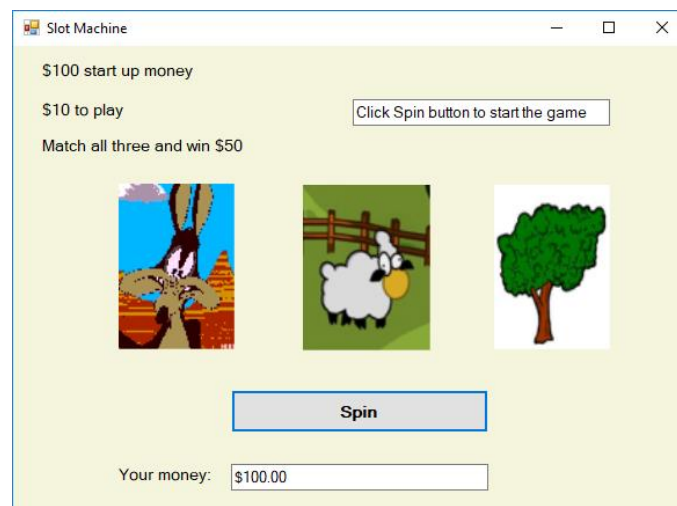 Slot Machine
$100 start up money
$10 to play
Click Spin button to start the game
Match all three and win $50
Spin
Your money: $100.00